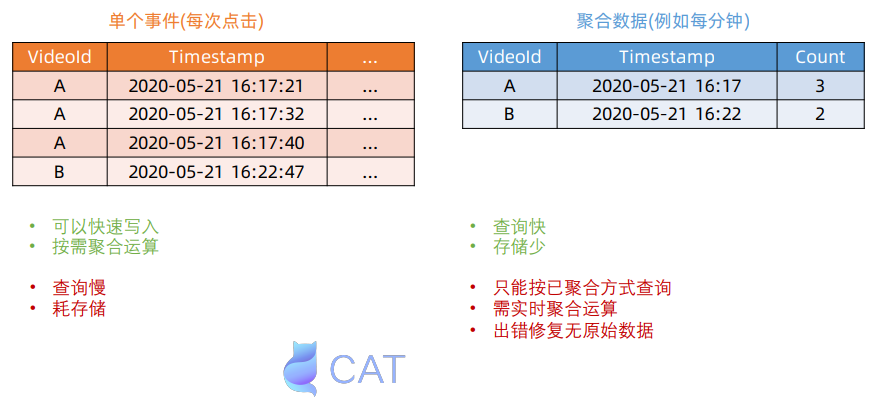 单个事件(每次点击)
VideoId Timestamp ...
A 2020-05-21 16:17:21 ...
A 2020-05-21 16:17:32 ...
A 2020-05-21 16:17:40 ...
B 2020-05-21 16:22:47 ...
• 可以快速写入
• 按需聚合运算
• 查询慢
• 耗存储
聚合数据(例如每分钟)
VideoId Timestamp Count
A 2020-05-21 16:17 3
B 2020-05-21 16:22 2
• 查询快
• 存储少
• 只能按已聚合方式查询
• 需实时聚合运算
• 出错修复无原始数据
CAT